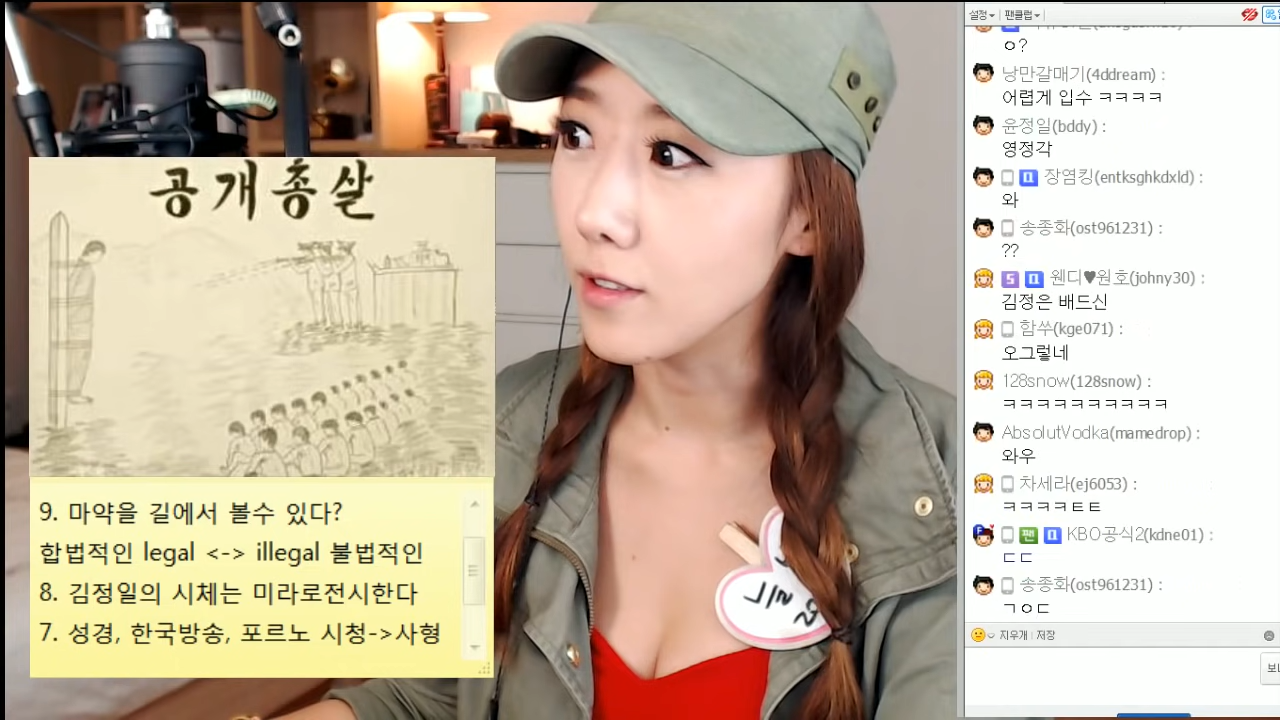 공개총살
9. 마약을 길에서 볼수 있다?
합법적인 legal <-> illegal 불법적인
8. 김정일의 시체는 미라로전시한다
7. 성경, 한국방송, 포르노 시청->사형
설정 팬클럽
ㅇ?
낭만갈매기(4ddream) :
어렵게 입수 ㅋㅋㅋㅋ
윤정일(bddy) :
영정각
장염킹(entksghkdxld) :
와
송종화(ost961231) :
??
웬디♥원호(johny30) :
김정은 배드신
함쑤(kge071) :
오그렇네
128snow(128snow) :
ㅋㅋㅋㅋㅋㅋㅋㅋㅋㅋ
AbsolutVodka(mamedrop) :
와우
차세라(ej6053) :
ㅋㅋㅋㅋㅌㅌ
팬 KBO공식2(kdne01) :
ㄷㄷ
송종화(ost961231) :
ㄱㅇㄷ
지우개 저장